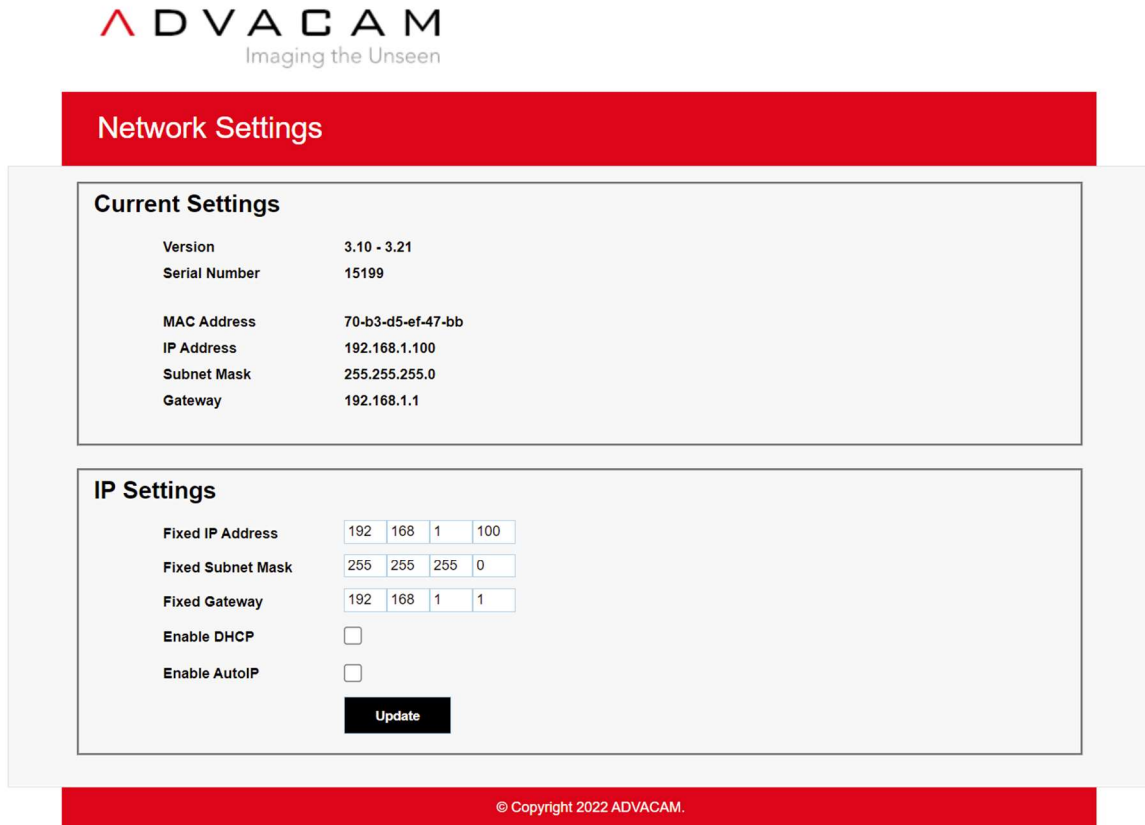 ADVACAM
Imaging the Unseen
Network Settings
Current Settings
Version 3.10 - 3.21
Serial Number 15199
MAC Address 70-b3-d5-ef-47-bb
IP Address 192.168.1.100
Subnet Mask 255.255.255.0
Gateway 192.168.1.1
IP Settings
Fixed IP Address 192 168 1 100
Fixed Subnet Mask 255 255 255 0
Fixed Gateway 192 168 1 1
Enable DHCP
Enable AutoIP
Update
© Copyright 2022 ADVACAM.